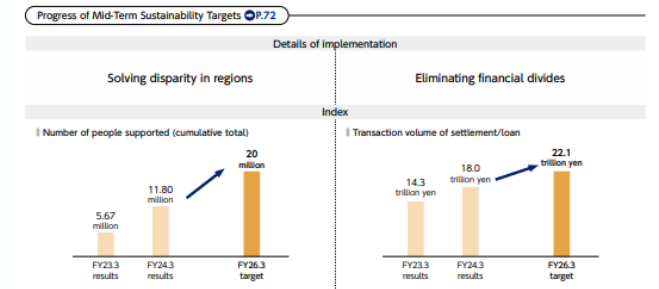 Progress of Mid-Term Sustainability Targets ➲P.72
Details of implementation
Solving disparity in regions
Eliminating financial divides
Index
Number of people supported (cumulative total)
5.67
million
11.80
million
20
million
FY23.3
results
FY24.3
results
FY26.3
target
Transaction volume of settlement/loan
14.3
trillion yen
18.0
trillion yen
22.1
trillion yen
FY23.3
results
FY24.3
results
FY26.3
target